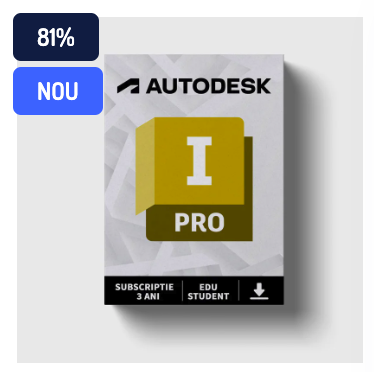 81%
NOU
AUTODESK
I
PRO
SUBSCRIPTIE
3 ANI
EDU
STUDENT